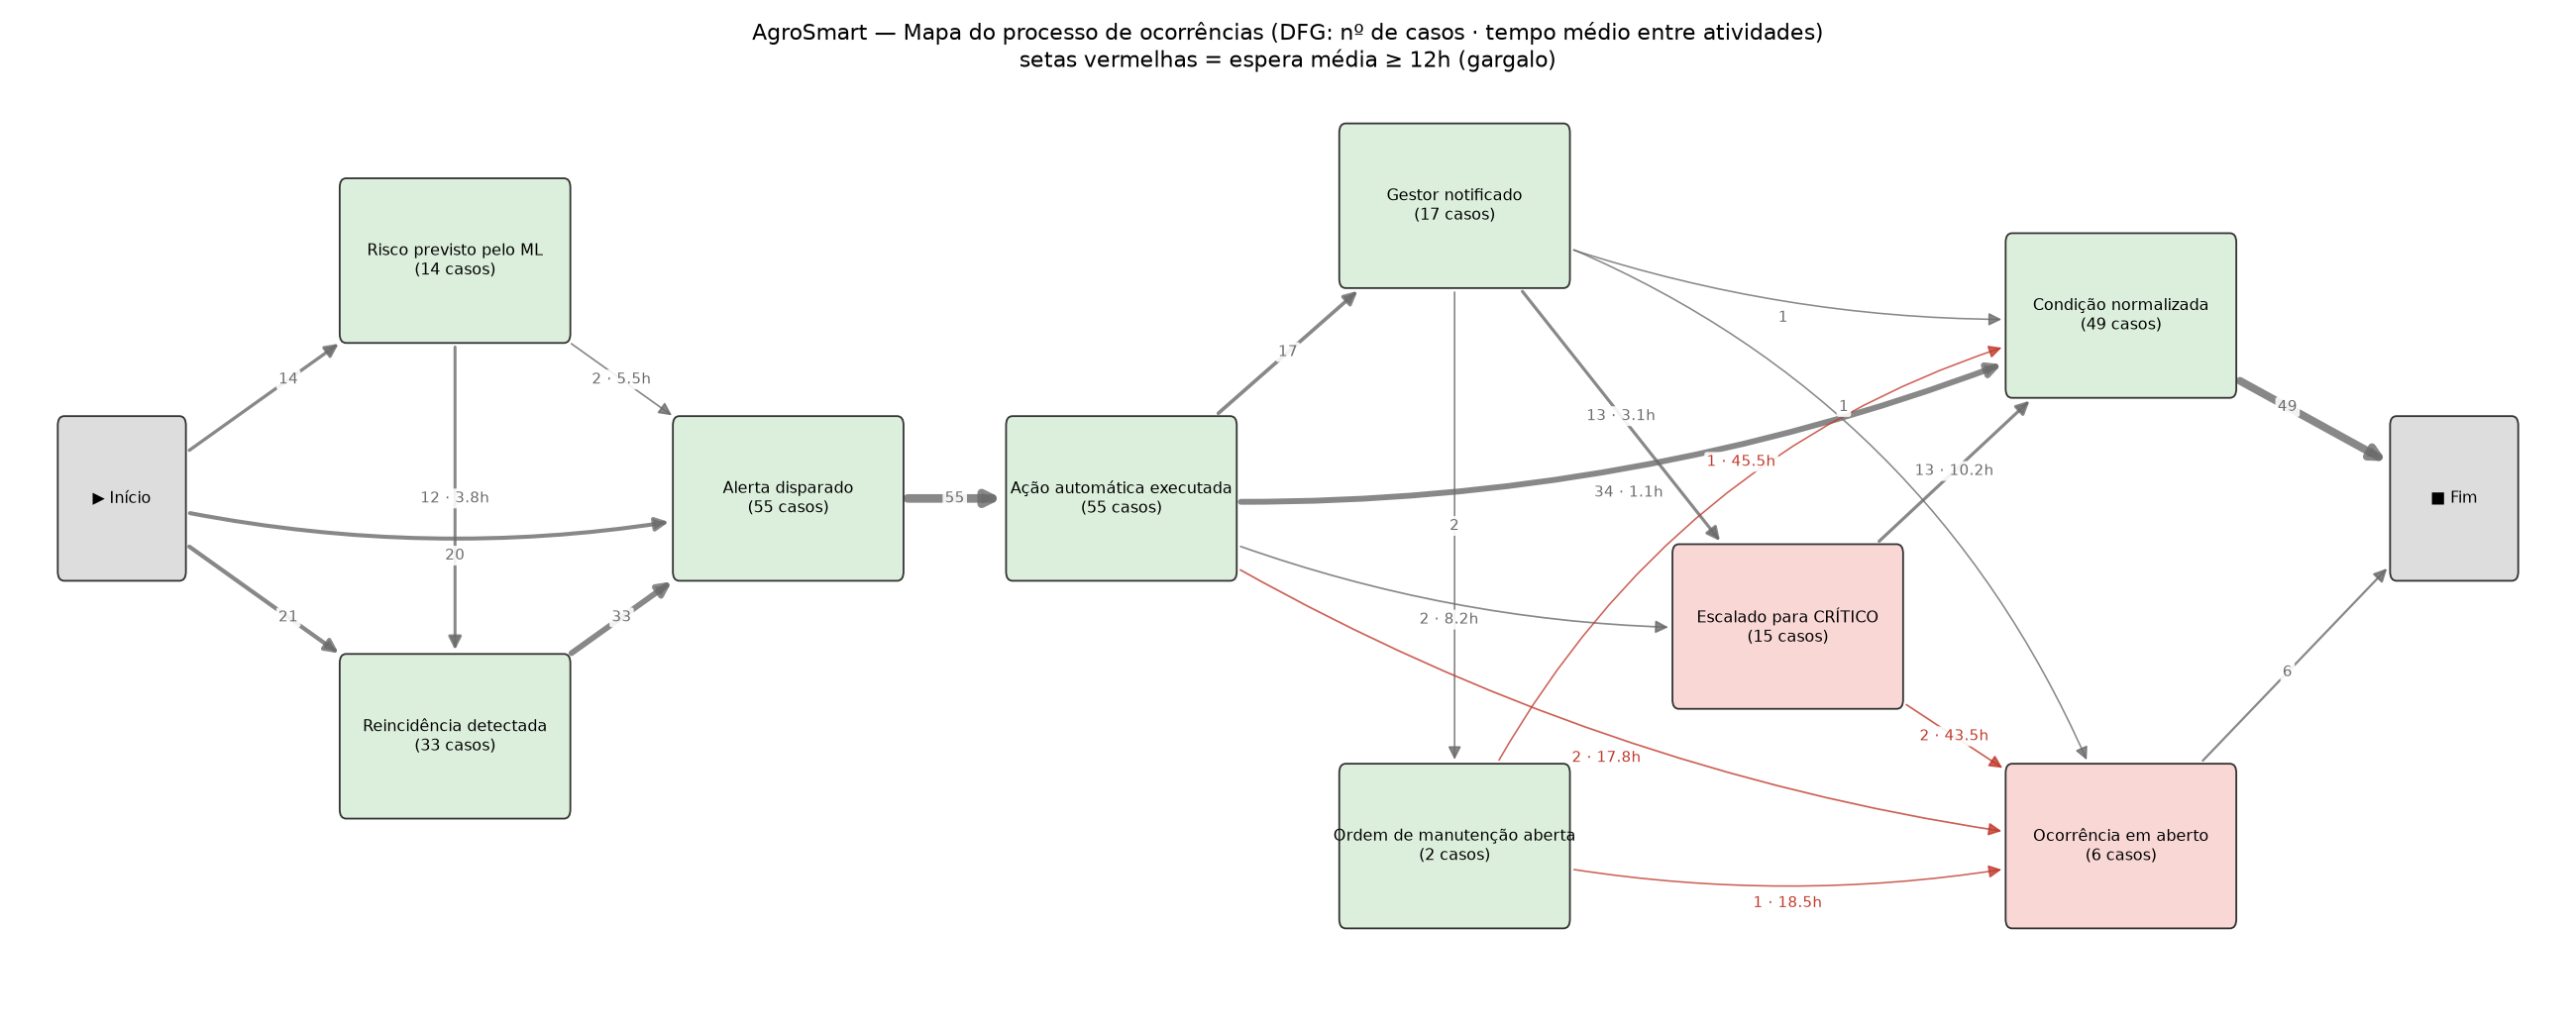 AgroSmart — Mapa do processo de ocorrências (DFG: nº de casos · tempo médio entre atividades)
setas vermelhas = espera média ≥ 12h (gargalo)
▶ Início
14
20
21
Risco previsto pelo ML
(14 casos)
12 · 3.8h
2 · 5.5h
Reincidência detectada
(33 casos)
33
Alerta disparado
(55 casos)
55
Ação automática executada
(55 casos)
17
34 · 1.1h
2 · 8.2h
2 · 17.8h
Gestor notificado
(17 casos)
1
13 · 3.1h
1
2
Ordem de manutenção aberta
(2 casos)
1 · 45.5h
1 · 18.5h
Escalado para CRÍTICO
(15 casos)
13 · 10.2h
2 · 43.5h
Condição normalizada
(49 casos)
49
Ocorrência em aberto
(6 casos)
6
■ Fim